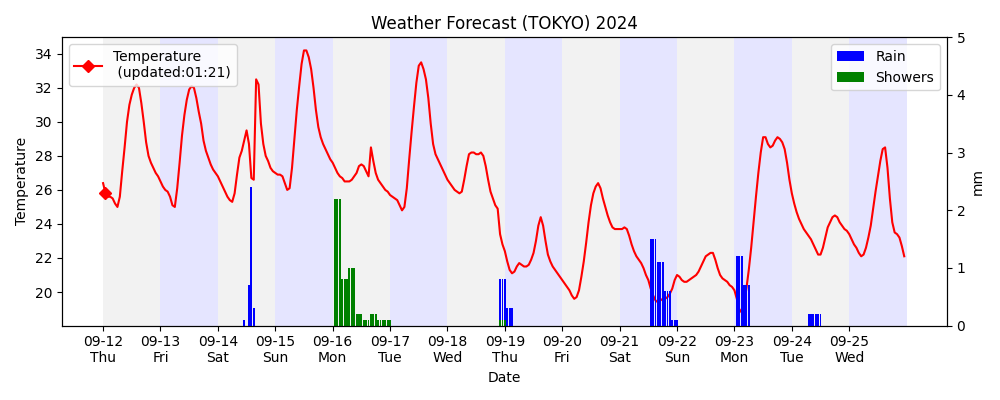 Weather Forecast (TOKYO) 2024
Temperature
(updated:01:21)
Rain
Showers
Temperature
34
32
30
28
26
24
22
20
5
4
3
2
1
0
mm
09-12 09-13 09-14 09-15 09-16 09-17 09-18 09-19 09-20 09-21 09-22 09-23 09-24 09-25
Thu Fri Sat Sun Mon Tue Wed Thu Fri Sat Sun Mon Tue Wed
Date